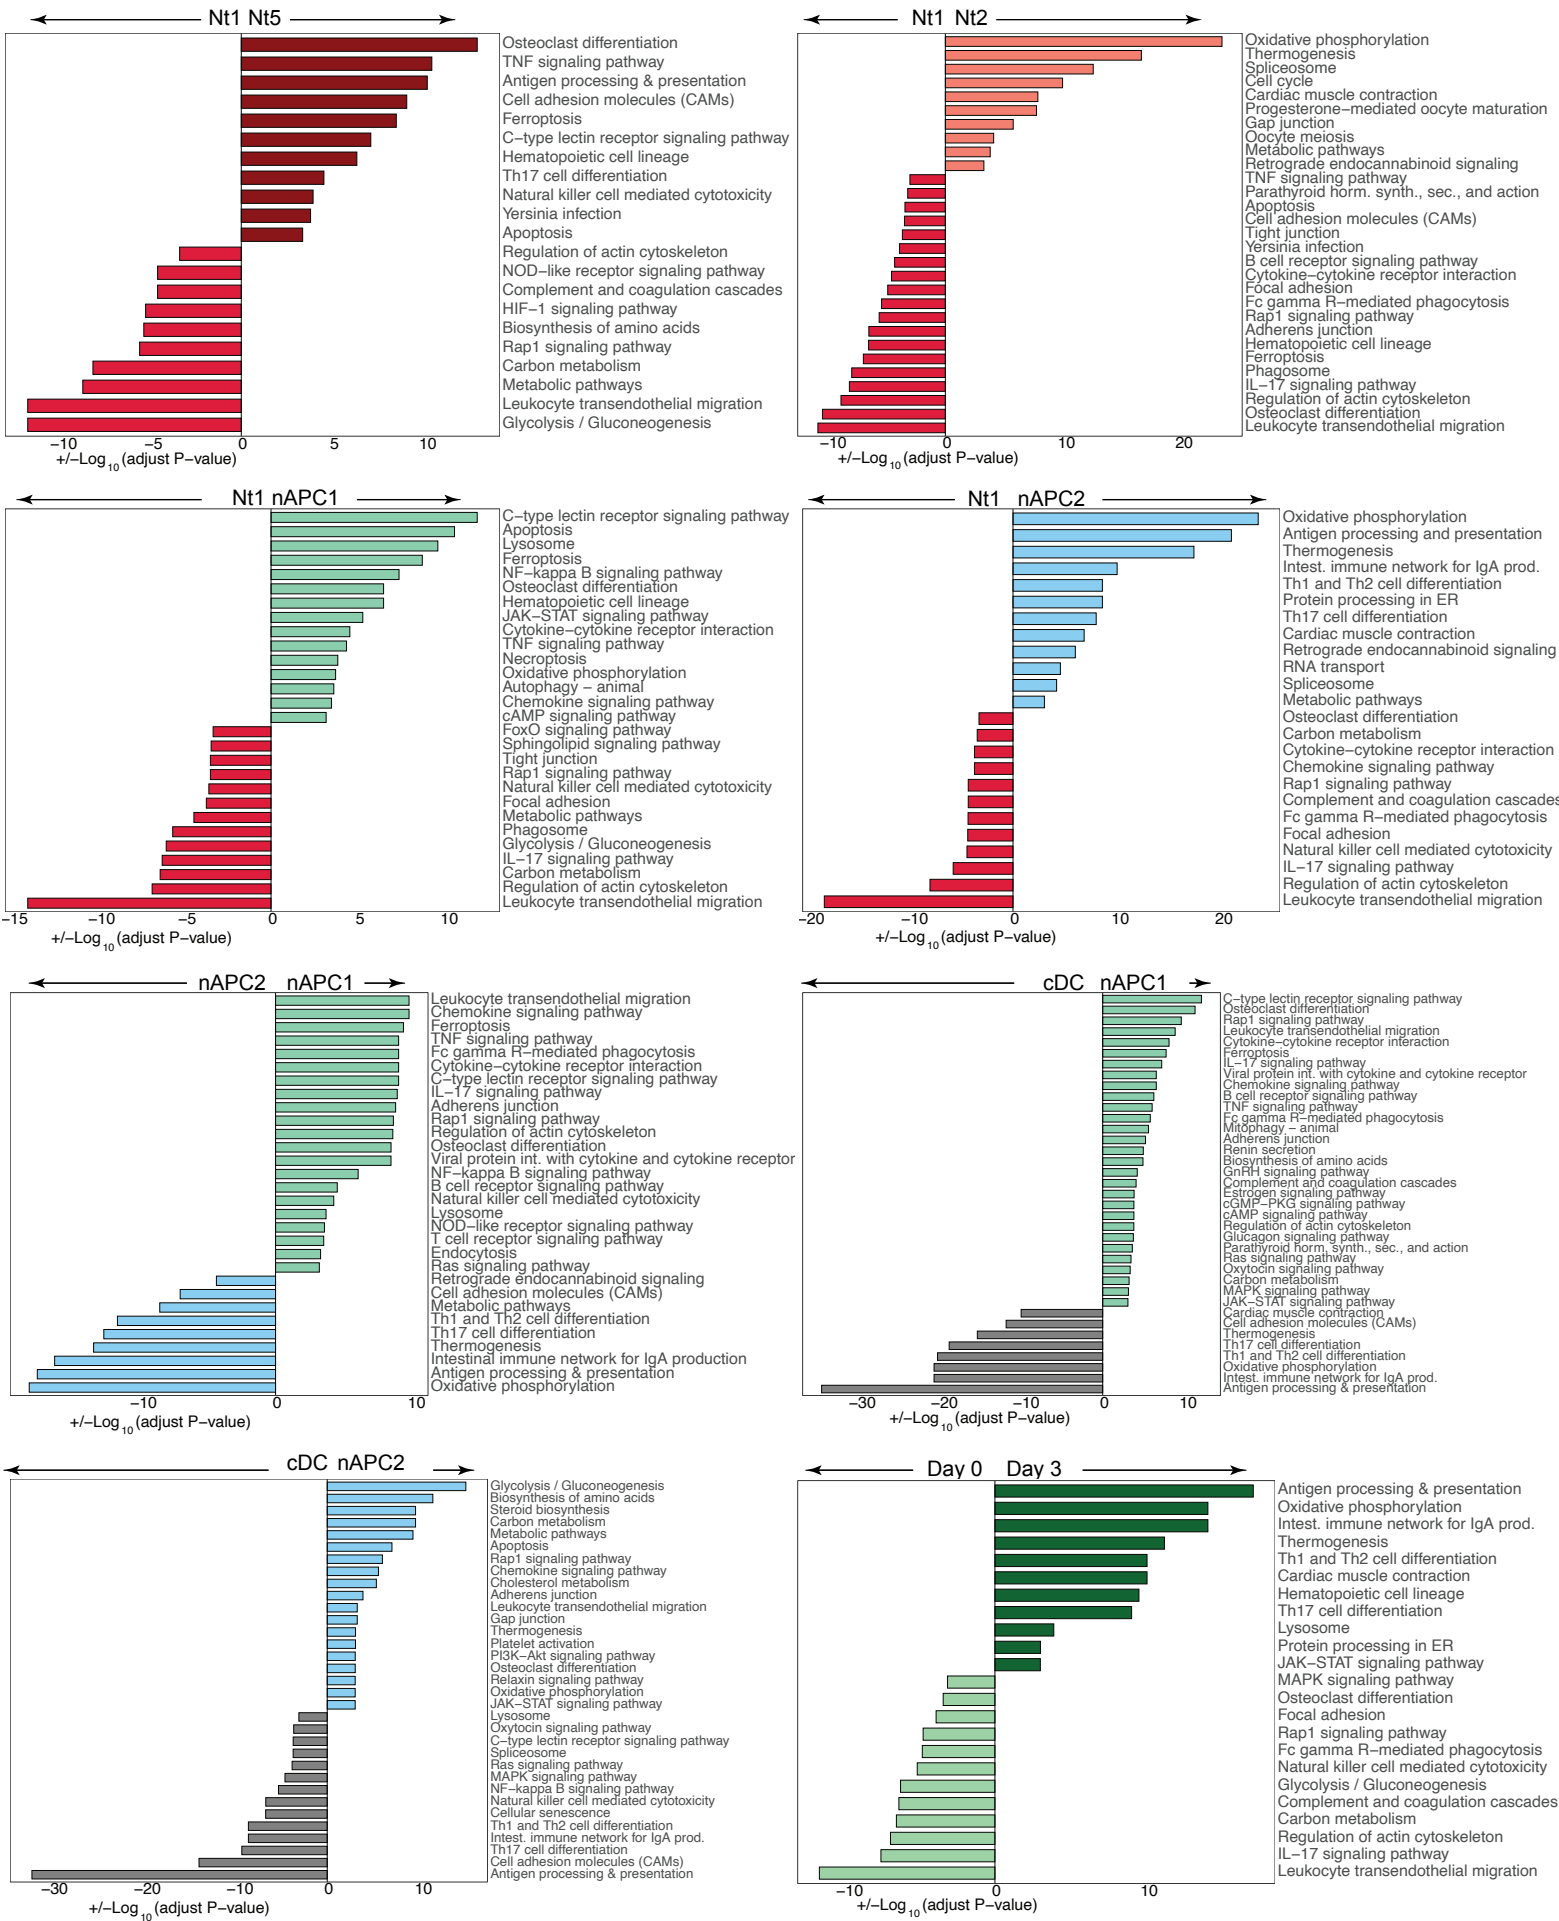 Nt1 Nt5
Osteoclast differentiation
TNF signaling pathway
Antigen processing & presentation
Cell adhesion molecules (CAMs)
Ferroptosis
C−type lectin receptor signaling pathway
Hematopoietic cell lineage
Th17 cell differentiation
Natural killer cell mediated cytotoxicity
Yersinia infection
Apoptosis
Regulation of actin cytoskeleton
NOD−like receptor signaling pathway
Complement and coagulation cascades
HIF−1 signaling pathway
Biosynthesis of amino acids
Rap1 signaling pathway
Carbon metabolism
Metabolic pathways
Leukocyte transendothelial migration
Glycolysis / Gluconeogenesis
−10 −5 0 5 10
+/−Log10(adjust P−value)
Nt1 Nt2
Oxidative phosphorylation
Thermogenesis
Spliceosome
Cell cycle
Cardiac muscle contraction
Progesterone−mediated oocyte maturation
Gap junction
Oocyte meiosis
Metabolic pathways
Retrograde endocannabinoid signaling
TNF signaling pathway
Parathyroid horm. synth., sec., and action
Apoptosis
Cell adhesion molecules (CAMs)
Tight junction
Yersinia infection
B cell receptor signaling pathway
Cytokine−cytokine receptor interaction
Focal adhesion
Fc gamma R−mediated phagocytosis
Rap1 signaling pathway
Adherens junction
Hematopoietic cell lineage
Ferroptosis
Phagosome
IL−17 signaling pathway
Regulation of actin cytoskeleton
Osteoclast differentiation
Leukocyte transendothelial migration
−10 0 10 20
+/−Log10(adjust P−value)
Nt1 nAPC1
C−type lectin receptor signaling pathway
Apoptosis
Lysosome
Ferroptosis
NF−kappa B signaling pathway
Osteoclast differentiation
Hematopoietic cell lineage
JAK−STAT signaling pathway
Cytokine−cytokine receptor interaction
TNF signaling pathway
Necroptosis
Oxidative phosphorylation
Autophagy − animal
Chemokine signaling pathway
cAMP signaling pathway
FoxO signaling pathway
Sphingolipid signaling pathway
Tight junction
Rap1 signaling pathway
Natural killer cell mediated cytotoxicity
Focal adhesion
Metabolic pathways
Phagosome
Glycolysis / Gluconeogenesis
IL−17 signaling pathway
Carbon metabolism
Regulation of actin cytoskeleton
Leukocyte transendothelial migration
−15 −10 −5 0 5 10
+/−Log10(adjust P−value)
Nt1 nAPC2
Oxidative phosphorylation
Antigen processing and presentation
Thermogenesis
Intest. immune network for IgA prod.
Th1 and Th2 cell differentiation
Protein processing in ER
Th17 cell differentiation
Cardiac muscle contraction
Retrograde endocannabinoid signaling
RNA transport
Spliceosome
Metabolic pathways
Osteoclast differentiation
Carbon metabolism
Cytokine−cytokine receptor interaction
Chemokine signaling pathway
Rap1 signaling pathway
Complement and coagulation cascades
Fc gamma R−mediated phagocytosis
Focal adhesion
Natural killer cell mediated cytotoxicity
IL−17 signaling pathway
Regulation of actin cytoskeleton
Leukocyte transendothelial migration
−20 −10 0 10 20
+/−Log10(adjust P−value)
nAPC2 nAPC1
Leukocyte transendothelial migration
Chemokine signaling pathway
Ferroptosis
TNF signaling pathway
Fc gamma R−mediated phagocytosis
Cytokine−cytokine receptor interaction
C−type lectin receptor signaling pathway
IL−17 signaling pathway
Adherens junction
Rap1 signaling pathway
Regulation of actin cytoskeleton
Osteoclast differentiation
Viral protein int. with cytokine and cytokine receptor
NF−kappa B signaling pathway
B cell receptor signaling pathway
Natural killer cell mediated cytotoxicity
Lysosome
NOD−like receptor signaling pathway
T cell receptor signaling pathway
Endocytosis
Ras signaling pathway
Retrograde endocannabinoid signaling
Cell adhesion molecules (CAMs)
Metabolic pathways
Th1 and Th2 cell differentiation
Th17 cell differentiation
Thermogenesis
Intestinal immune network for IgA production
Antigen processing & presentation
Oxidative phosphorylation
−10 0 10
+/−Log10(adjust P−value)
cDC nAPC1
C−type lectin receptor signaling pathway
Osteoclast differentiation
Rap1 signaling pathway
Leukocyte transendothelial migration
Cytokine−cytokine receptor interaction
Ferroptosis
IL−17 signaling pathway
Viral protein int. with cytokine and cytokine receptor
Chemokine signaling pathway
B cell receptor signaling pathway
TNF signaling pathway
Fc gamma R−mediated phagocytosis
Mitophagy − animal
Adherens junction
Renin secretion
Biosynthesis of amino acids
GnRH signaling pathway
Complement and coagulation cascades
Estrogen signaling pathway
cGMP−PKG signaling pathway
cAMP signaling pathway
Regulation of actin cytoskeleton
Glucagon signaling pathway
Parathyroid horm. synth., sec., and action
Ras signaling pathway
Oxytocin signaling pathway
Carbon metabolism
MAPK signaling pathway
JAK−STAT signaling pathway
Cardiac muscle contraction
Cell adhesion molecules (CAMs)
Thermogenesis
Th17 cell differentiation
Th1 and Th2 cell differentiation
Oxidative phosphorylation
Intest. immune network for IgA prod.
Antigen processing & presentation
−30 −20 −10 0 10
+/−Log10(adjust P−value)
cDC nAPC2
Glycolysis / Gluconeogenesis
Biosynthesis of amino acids
Steroid biosynthesis
Carbon metabolism
Metabolic pathways
Apoptosis
Rap1 signaling pathway
Chemokine signaling pathway
Cholesterol metabolism
Adherens junction
Leukocyte transendothelial migration
Gap junction
Thermogenesis
Platelet activation
PI3K−Akt signaling pathway
Osteoclast differentiation
Relaxin signaling pathway
Oxidative phosphorylation
JAK−STAT signaling pathway
Lysosome
Oxytocin signaling pathway
C−type lectin receptor signaling pathway
Spliceosome
Ras signaling pathway
MAPK signaling pathway
NF−kappa B signaling pathway
Natural killer cell mediated cytotoxicity
Cellular senescence
Th1 and Th2 cell differentiation
Intest. immune network for IgA prod.
Th17 cell differentiation
Cell adhesion molecules (CAMs)
Antigen processing & presentation
−30 −20 −10 0 10
+/−Log10(adjust P−value)
Day 0 Day 3
Antigen processing & presentation
Oxidative phosphorylation
Intest. immune network for IgA prod.
Thermogenesis
Th1 and Th2 cell differentiation
Cardiac muscle contraction
Hematopoietic cell lineage
Th17 cell differentiation
Lysosome
Protein processing in ER
JAK−STAT signaling pathway
MAPK signaling pathway
Osteoclast differentiation
Focal adhesion
Rap1 signaling pathway
Fc gamma R−mediated phagocytosis
Natural killer cell mediated cytotoxicity
Glycolysis / Gluconeogenesis
Complement and coagulation cascades
Carbon metabolism
Regulation of actin cytoskeleton
IL−17 signaling pathway
Leukocyte transendothelial migration
−10 0 10
+/−Log10(adjust P−value)